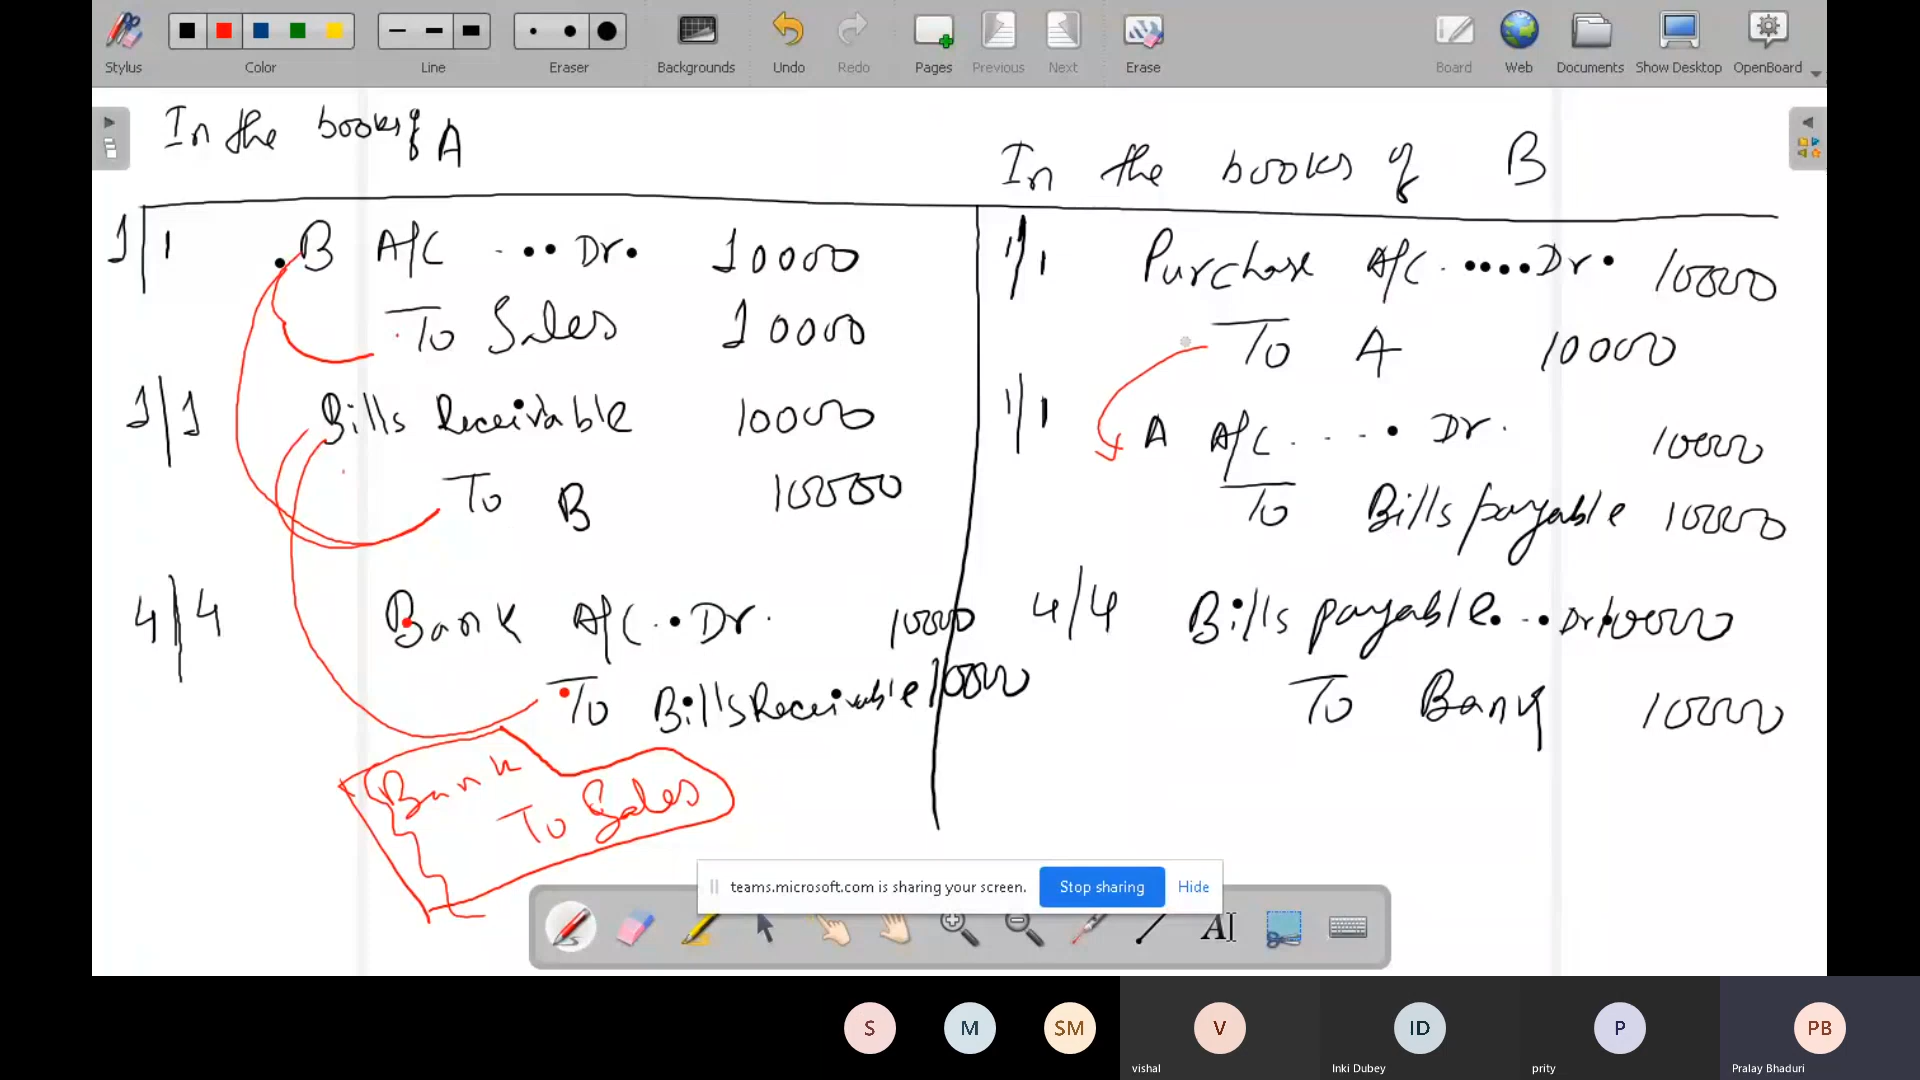 Stylus Color Line Eraser Backgrounds Undo Redo Pages Previous Next Erase Board Web Documents Show Desktop OpenBoard
In the books of A
1/1 B A/C ... Dr. 10000
To Sales 10000
1/1 Bills Receivable 10000
To B 10000
4/4 Bank A/C .. Dr. 10000
To Bills Receivable 10000
Bank
To Sales
In the books of B
1/1 Purchase A/C ..... Dr. 10000
To A 10000
1/1 A A/C ..... Dr. 10000
To Bills payable 10000
4/4 Bills payable ... Dr. 10000
To Bank 10000
teams.microsoft.com is sharing your screen. Stop sharing Hide
AI
S M SM V ID P PB
vishal Inki Dubey prity Pralay Bhaduri